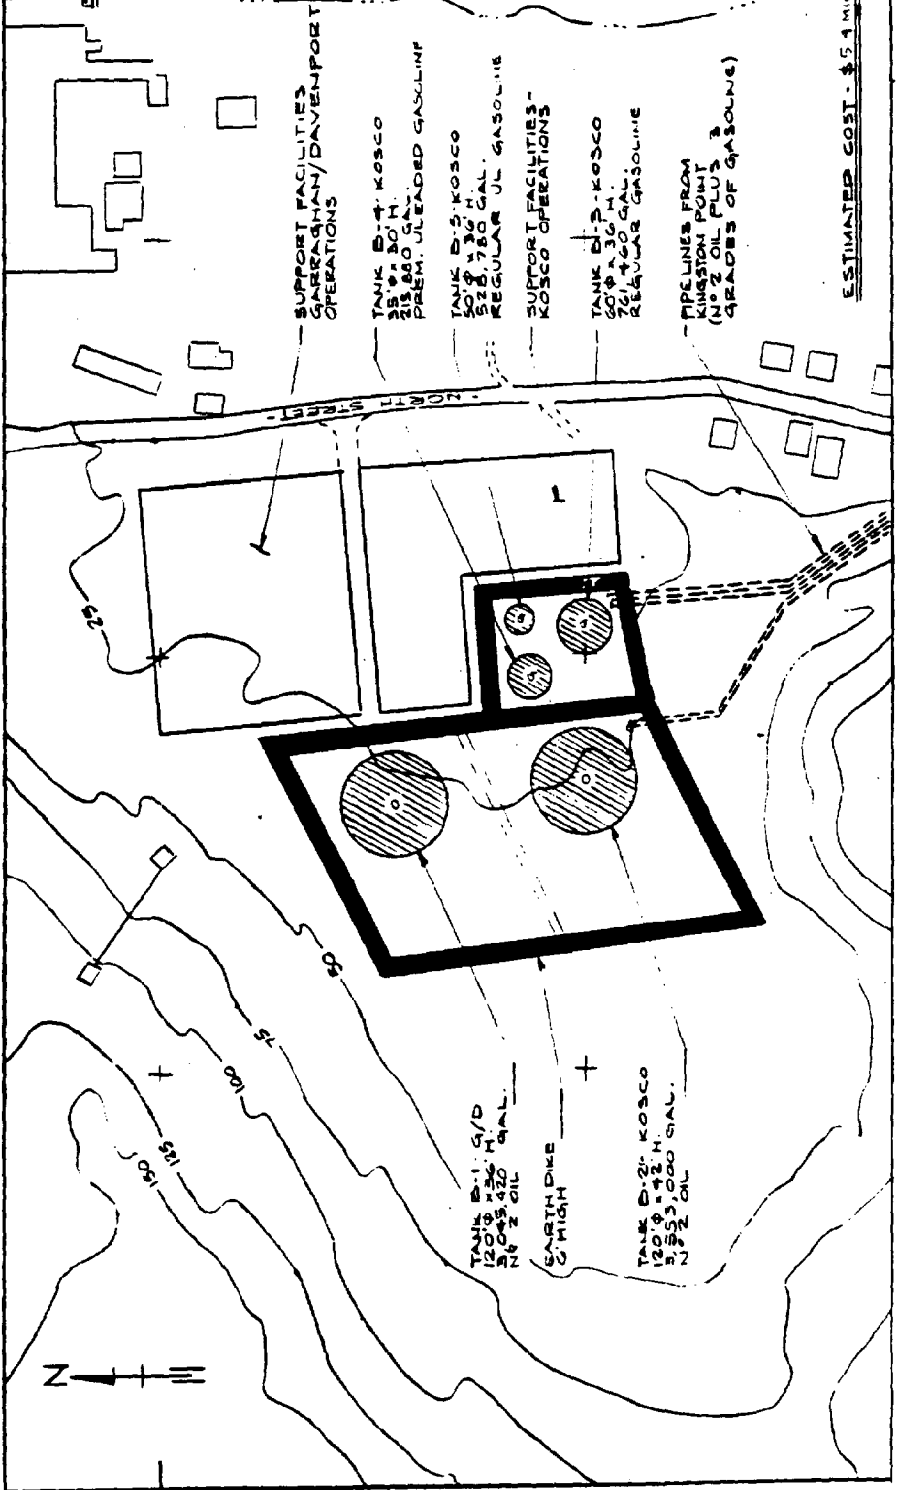 SUPPORT FACILITIES
GARRAGHAN/DAVENPORT
OPERATIONS
TANK B-4· KOSCO
35'Φ x 30' H.
215,880 GAL.
PREM. ULEADED GASOLINE
TANK B-5·KOSCO
50'Φ x 36' H.
528,780 GAL.
REGULAR UL GASOLINE
SUPPORT FACILITIES-
KOSCO OPERATIONS
TANK B-3-KOSCO
60'Φ x 36' H.
761,460 GAL.
REGULAR GASOLINE
PIPELINES FROM
KINGSTON POINT
(Nº 2 OIL PLUS 3
GRADES OF GASOLINE)
ESTIMATED COST - $5.4
NORTH
STREET
25
50
75
100
125
150
TANK B-1· G/D
120'Φ x 36' H.
3,045,420 GAL.
Nº 2 OIL
EARTH DIKE
6' HIGH
TANK B-2· KOSCO
120'Φ x 42' H.
3,553,000 GAL.
Nº 2 OIL
N